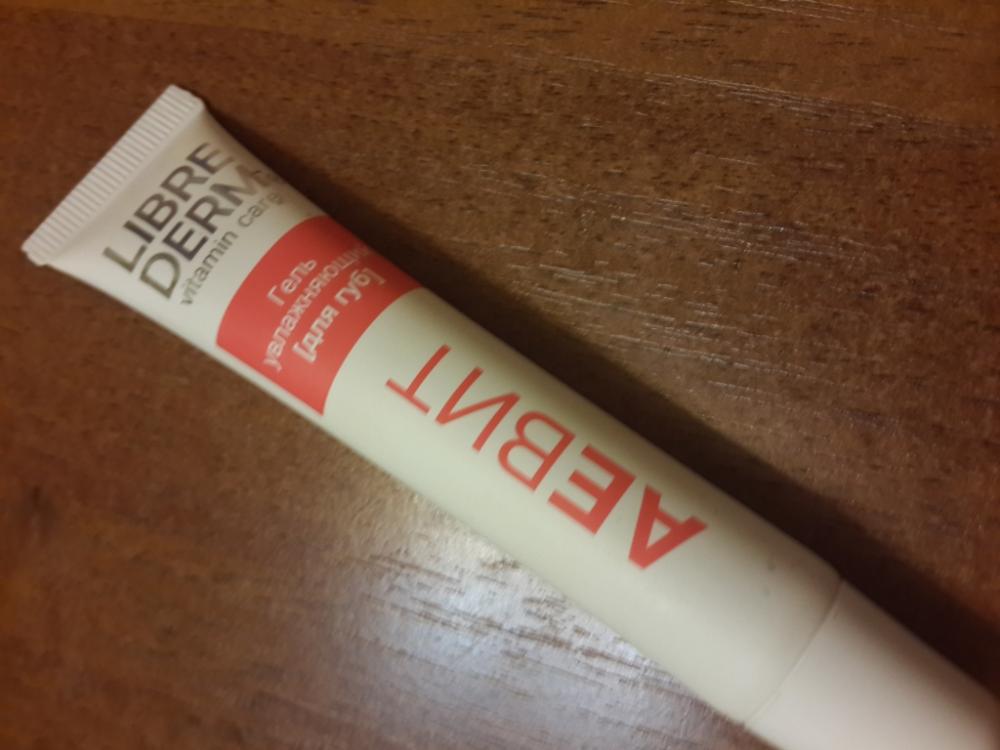 LIBRE
DERM
vitamin care
Гель
увлажняющий
[для губ]
АЕВИТ